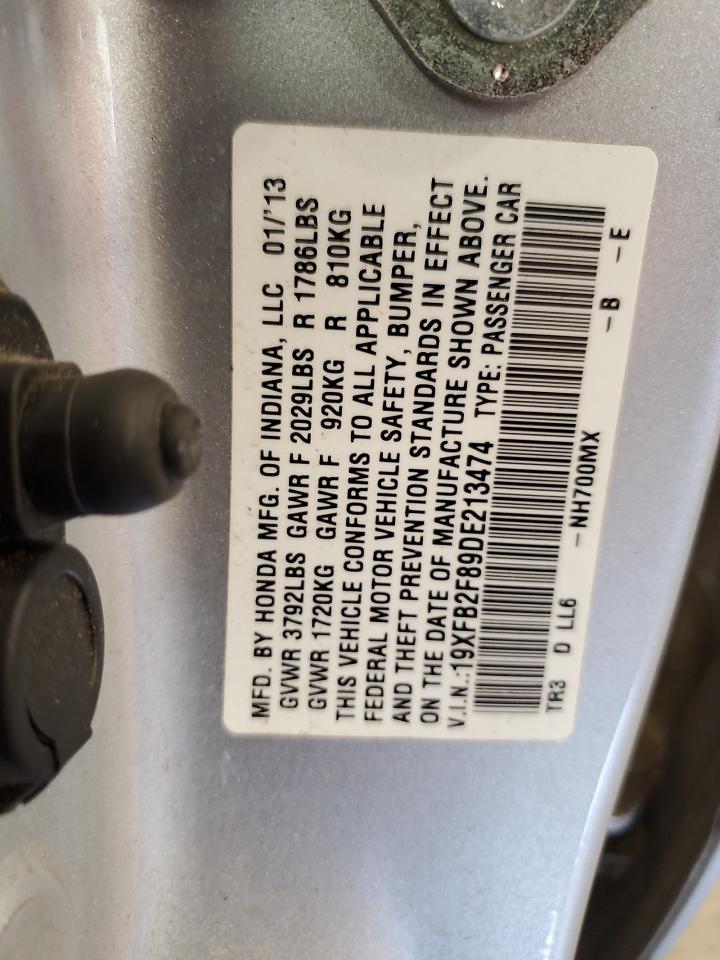 MFD. BY HONDA MFG. OF INDIANA, LLC 01/'13
GVWR 3792LBS GAWR F 2029LBS R 1786LBS
GVWR 1720KG GAWR F 920KG R 810KG
THIS VEHICLE CONFORMS TO ALL APPLICABLE
FEDERAL MOTOR VEHICLE SAFETY, BUMPER,
AND THEFT PREVENTION STANDARDS IN EFFECT
ON THE DATE OF MANUFACTURE SHOWN ABOVE.
V.I.N.:19XFB2F89DE213474 TYPE: PASSENGER CAR
TR3 D LL6 -NH700MX -B -E